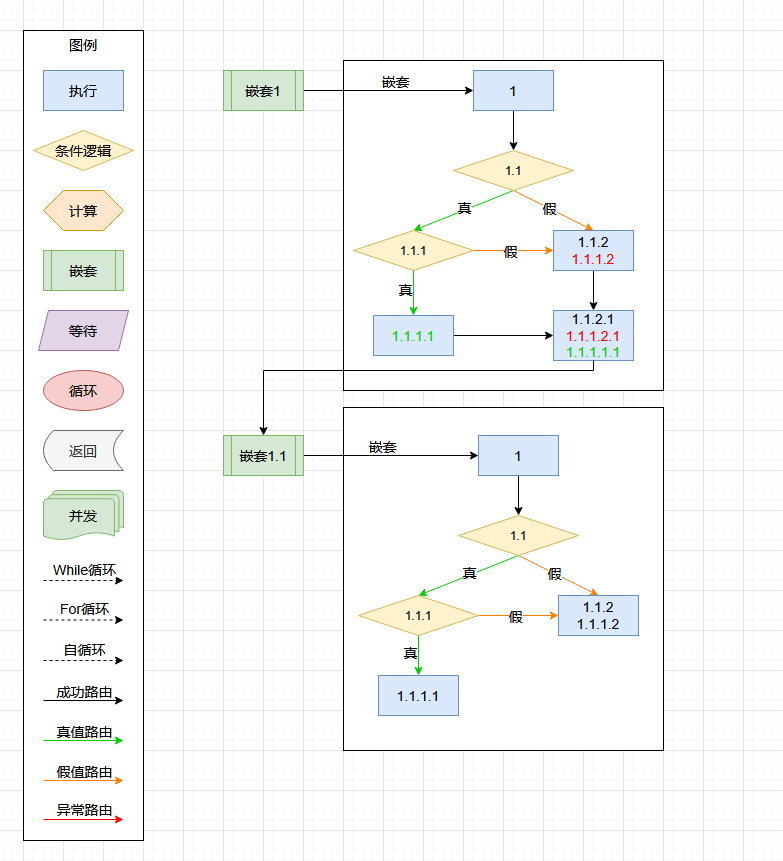 图例
执行
条件逻辑
计算
嵌套
等待
循环
返回
并发
While循环
For循环
自循环
成功路由
真值路由
假值路由
异常路由
嵌套1
嵌套
1
1.1
真
假
1.1.1
假
1.1.2
1.1.1.2
真
1.1.1.1
1.1.2.1
1.1.1.2.1
1.1.1.1.1
嵌套1.1
嵌套
1
1.1
真
假
1.1.1
假
1.1.2
1.1.1.2
真
1.1.1.1